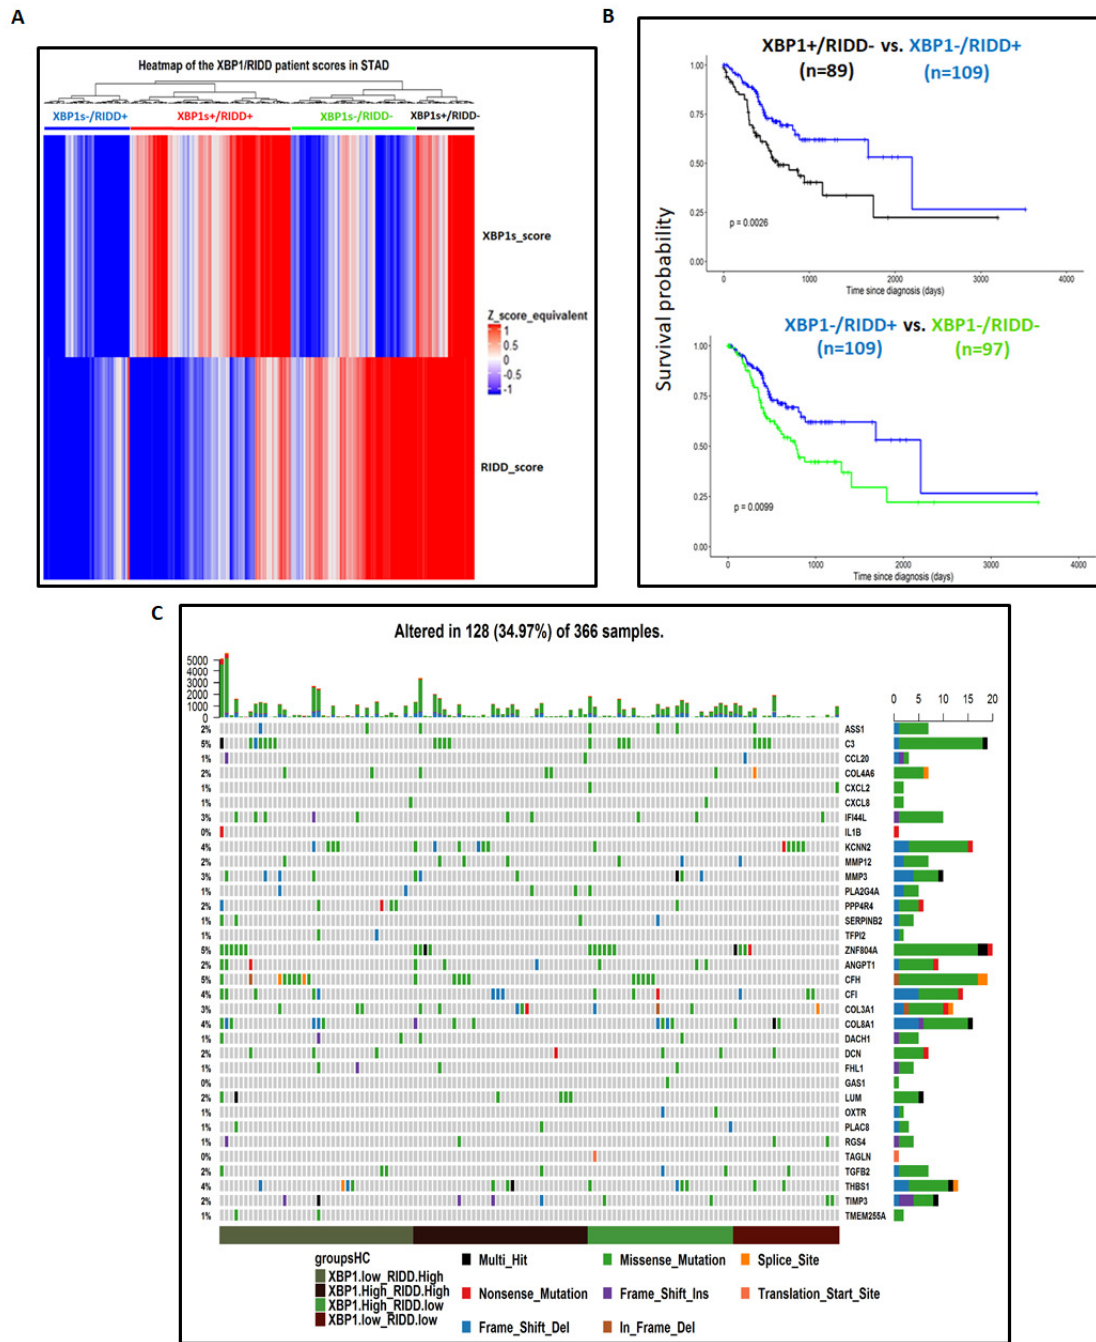 A
Heatmap of the XBP1/RIDD patient scores in STAD
XBP1s-/RIDD+ XBP1s+/RIDD+ XBP1s-/RIDD- XBP1s+/RIDD-
XBP1s_score
Z_score_equivalent
1
0.5
0
-0.5
-1
RIDD_score
B
XBP1+/RIDD- vs. XBP1-/RIDD+
(n=89) (n=109)
Survival probability
1.00
0.75
0.50
0.25
0.00
p = 0.0026
0 1000 2000 3000 4000
Time since diagnosis (days)
XBP1-/RIDD+ vs. XBP1-/RIDD-
(n=109) (n=97)
1.00
0.75
0.50
0.25
0.00
p = 0.0099
0 1000 2000 3000 4000
Time since diagnosis (days)
C
Altered in 128 (34.97%) of 366 samples.
5000
4000
3000
2000
1000
0
0 5 10 15 20
2% ASS1
5% C3
1% CCL20
2% COL4A6
1% CXCL2
1% CXCL8
3% IFI44L
0% IL1B
4% KCNN2
2% MMP12
3% MMP3
1% PLA2G4A
2% PPP4R4
1% SERPINB2
1% TFPI2
5% ZNF804A
2% ANGPT1
5% CFH
4% CFI
3% COL3A1
4% COL8A1
1% DACH1
2% DCN
1% FHL1
0% GAS1
2% LUM
1% OXTR
1% PLAC8
1% RGS4
0% TAGLN
2% TGFB2
4% THBS1
2% TIMP3
1% TMEM255A
groupsHC
XBP1.low_RIDD.High
XBP1.High_RIDD.High
XBP1.High_RIDD.low
XBP1.low_RIDD.low
Multi_Hit Missense_Mutation Splice_Site
Nonsense_Mutation Frame_Shift_Ins Translation_Start_Site
Frame_Shift_Del In_Frame_Del